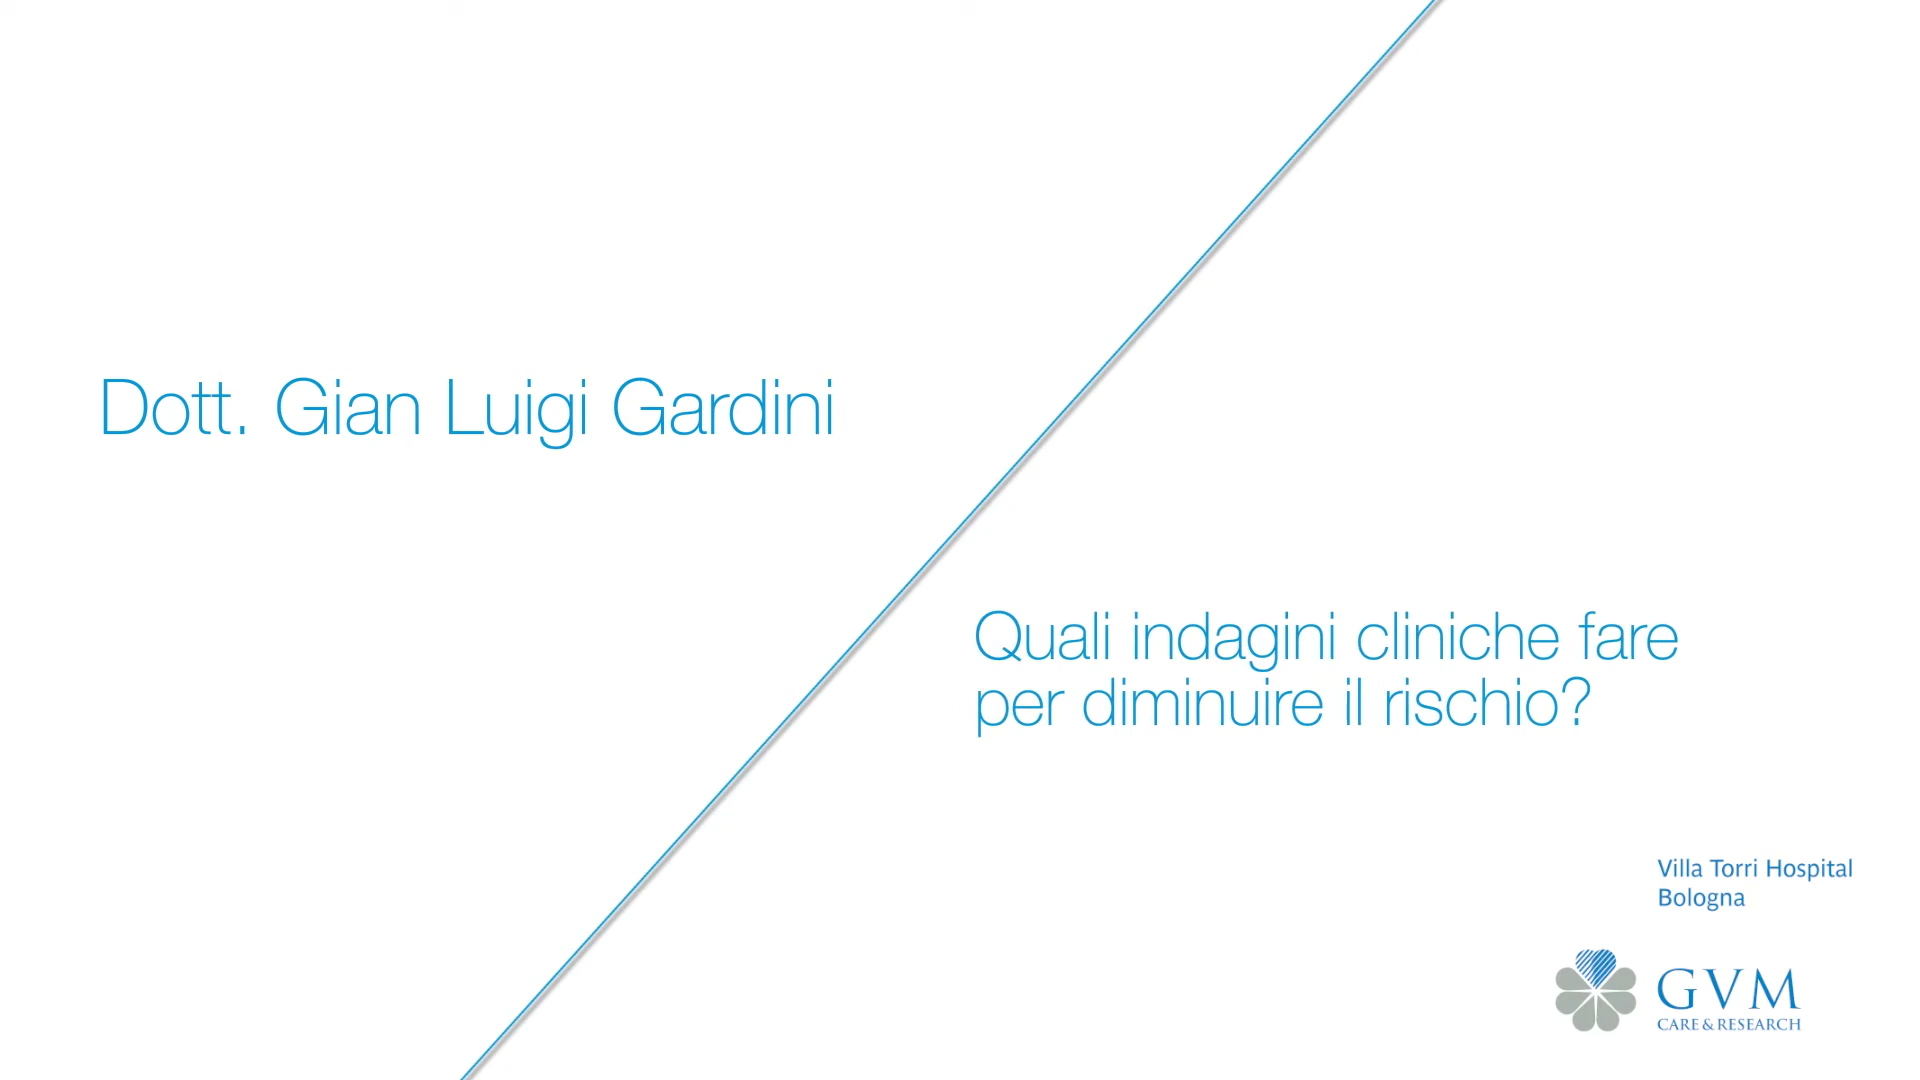 Dott. Gian Luigi Gardini
Quali indagini cliniche fare
per diminuire il rischio?
Villa Torri Hospital
Bologna
GVM
CARE & RESEARCH